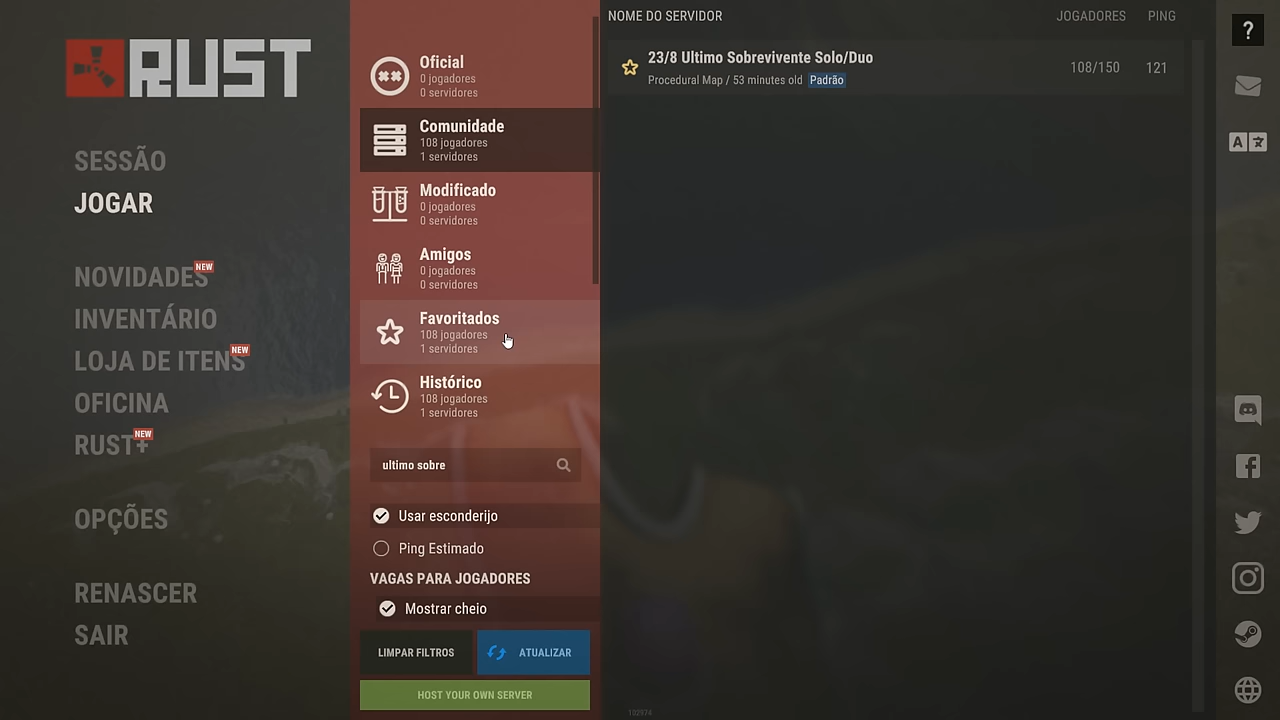 RUST
SESSÃO
JOGAR
NOVIDADES NEW
INVENTÁRIO
LOJA DE ITENS NEW
OFICINA
RUST+ NEW
OPÇÕES
RENASCER
SAIR
Oficial
0 jogadores
0 servidores
Comunidade
108 jogadores
1 servidores
Modificado
0 jogadores
0 servidores
Amigos
0 jogadores
0 servidores
Favoritados
108 jogadores
1 servidores
Histórico
108 jogadores
1 servidores
ultimo sobre
Usar esconderijo
Ping Estimado
VAGAS PARA JOGADORES
Mostrar cheio
LIMPAR FILTROS
ATUALIZAR
HOST YOUR OWN SERVER
NOME DO SERVIDOR JOGADORES PING
23/8 Ultimo Sobrevivente Solo/Duo
Procedural Map / 53 minutes old Padrão
108/150 121
?
A